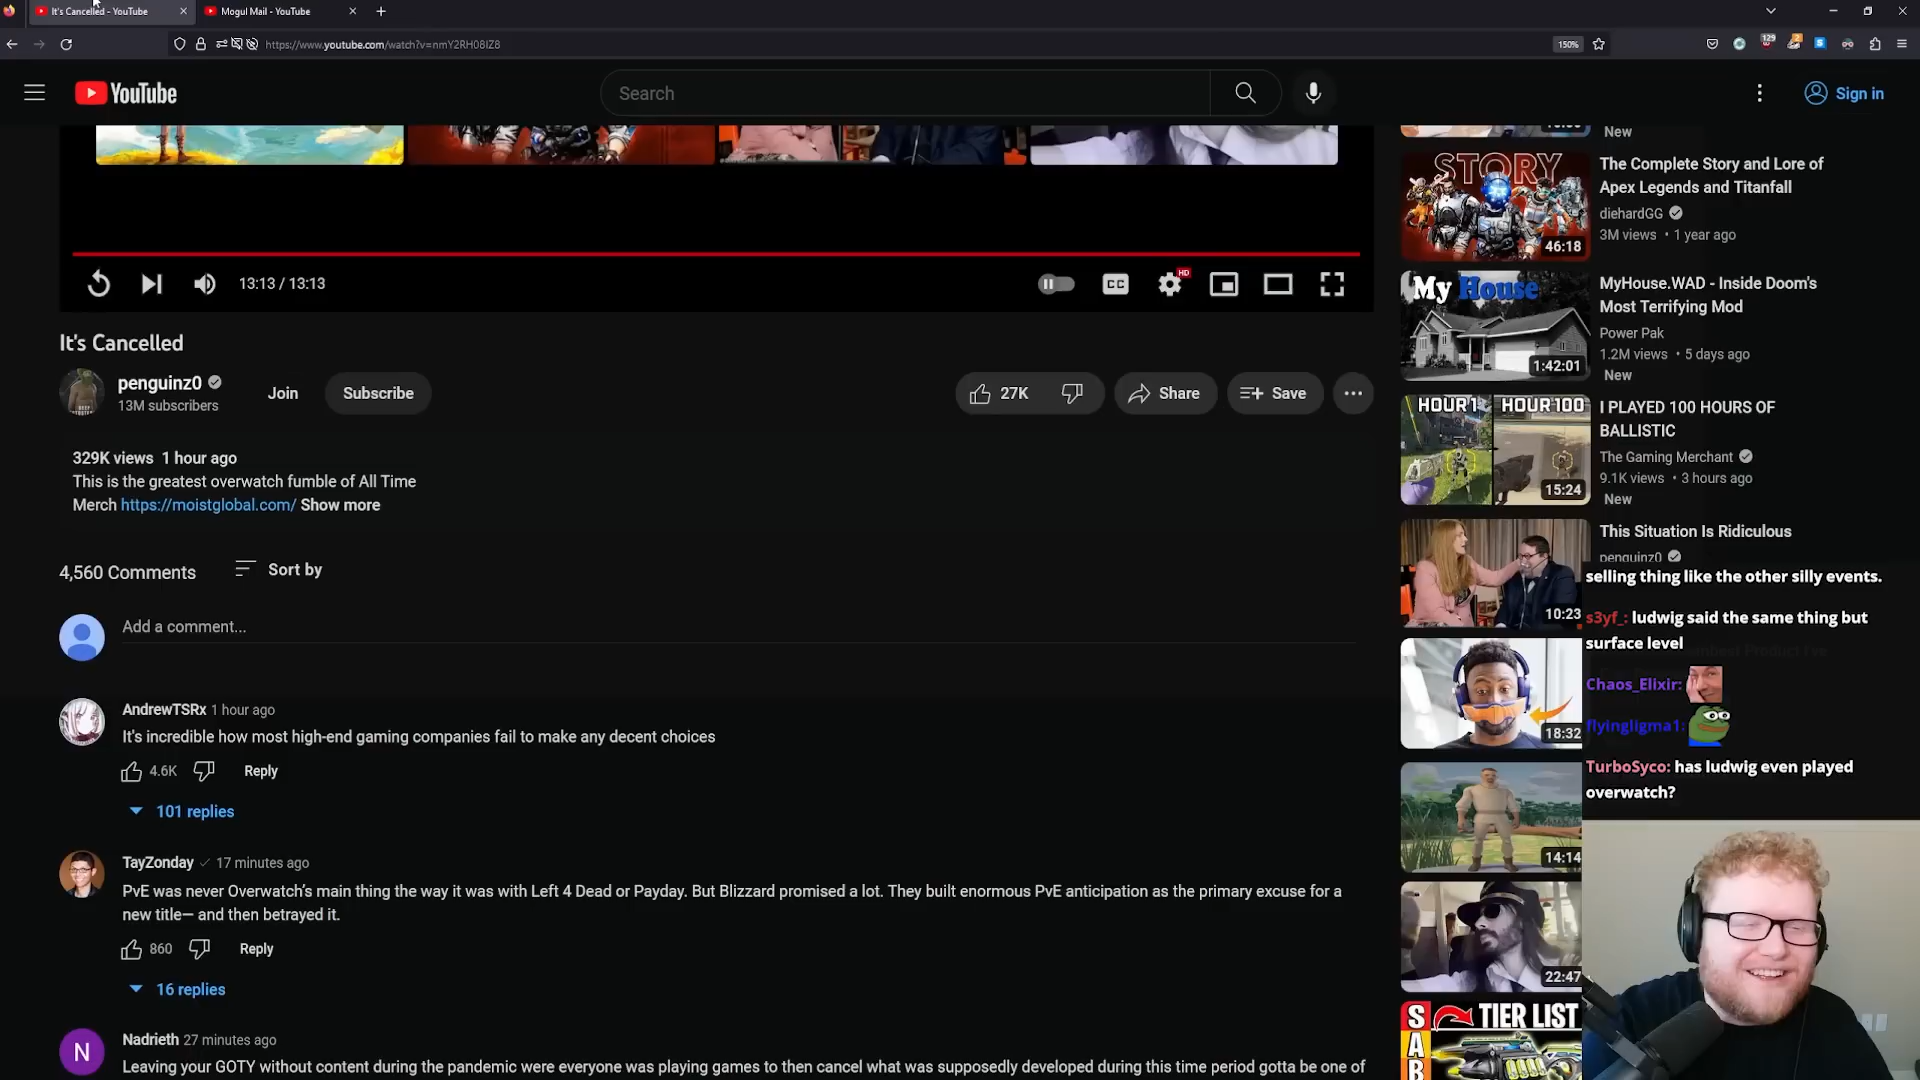 It's Cancelled - YouTube
Mogul Mail - YouTube
https://www.youtube.com/watch?v=nmY2RH08IZ8
150%
129
2
YouTube
Search
Sign in
New
STORY
46:18
The Complete Story and Lore of
Apex Legends and Titanfall
diehardGG
3M views • 1 year ago
13:13 / 13:13
CC
HD
My House
1:42:01
MyHouse.WAD - Inside Doom's
Most Terrifying Mod
Power Pak
1.2M views • 5 days ago
New
It's Cancelled
penguinz0
13M subscribers
Join
Subscribe
27K
Share
Save
HOUR 1
HOUR 100
15:24
I PLAYED 100 HOURS OF
BALLISTIC
The Gaming Merchant
9.1K views • 3 hours ago
New
329K views 1 hour ago
This is the greatest overwatch fumble of All Time
Merch https://moistglobal.com/ Show more
10:23
This Situation Is Ridiculous
penguinz0
selling thing like the other silly events.
s3yf_: ludwig said the same thing but
surface level
Chaos_Elixir:
flyingligma1:
TurboSyco: has ludwig even played
overwatch?
18:32
14:14
22:47
S
A
B
TIER LIST
4,560 Comments
Sort by
Add a comment...
AndrewTSRx 1 hour ago
It's incredible how most high-end gaming companies fail to make any decent choices
4.6K
Reply
101 replies
TayZonday 17 minutes ago
PvE was never Overwatch's main thing the way it was with Left 4 Dead or Payday. But Blizzard promised a lot. They built enormous PvE anticipation as the primary excuse for a
new title— and then betrayed it.
860
Reply
16 replies
N
Nadrieth 27 minutes ago
Leaving your GOTY without content during the pandemic were everyone was playing games to then cancel what was supposedly developed during this time period gotta be one of